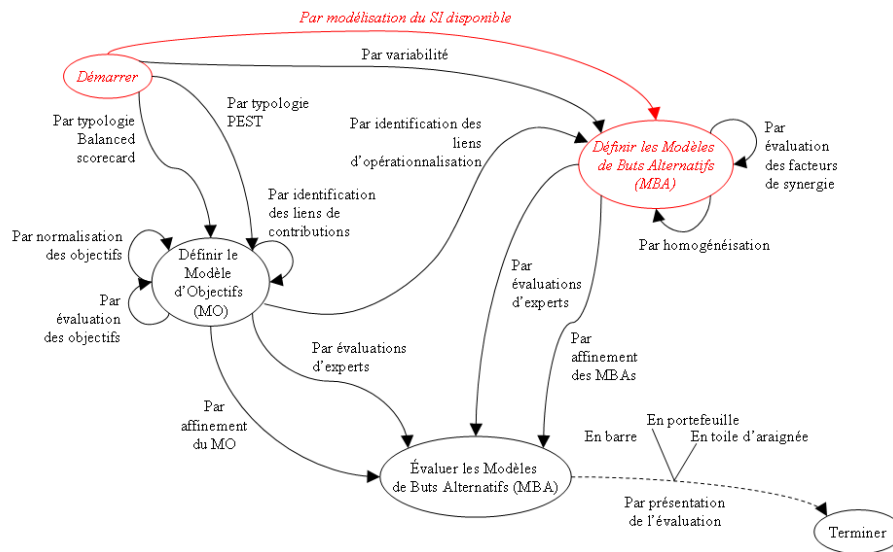 Par modélisation du SI disponible
Démarrer
Par variabilité
Par typologie
Balanced
scorecard
Par typologie
PEST
Par identification des
liens
d'opérationnalisation
Définir les Modèles
de Buts Alternatifs
(MBA)
Par
évaluation
des facteurs
de synergie
Par homogénéisation
Par identification
des liens de
contributions
Par normalisation
des objectifs
Définir le
Modèle
d'Objectifs
(MO)
Par
évaluation
des objectifs
Par
évaluations
d'experts
Par évaluations
d'experts
Par
affinement
des MBAs
Par
affinement
du MO
En portefeuille
En barre
En toile d'araignée
Évaluer les Modèles
de Buts Alternatifs (MBA)
Par présentation
de l'évaluation
Terminer